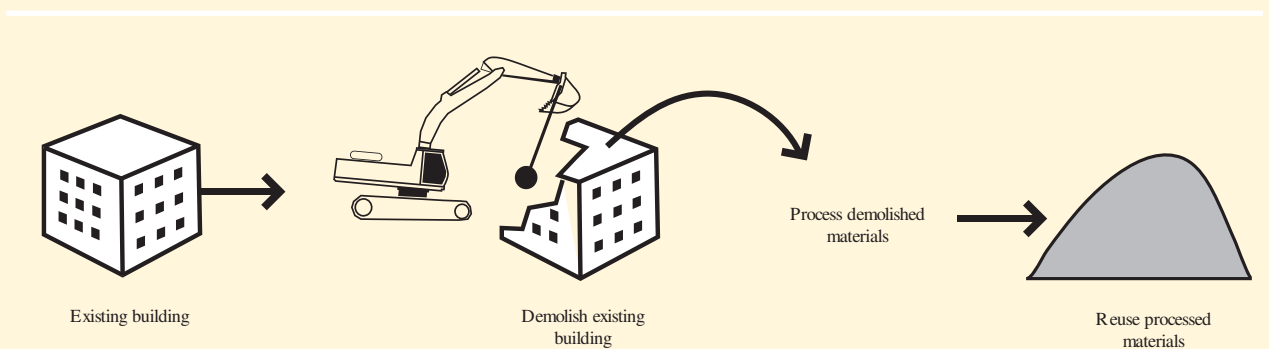 Existing building
Demolish existing
building
Process demolished
materials
Reuse processed
materials